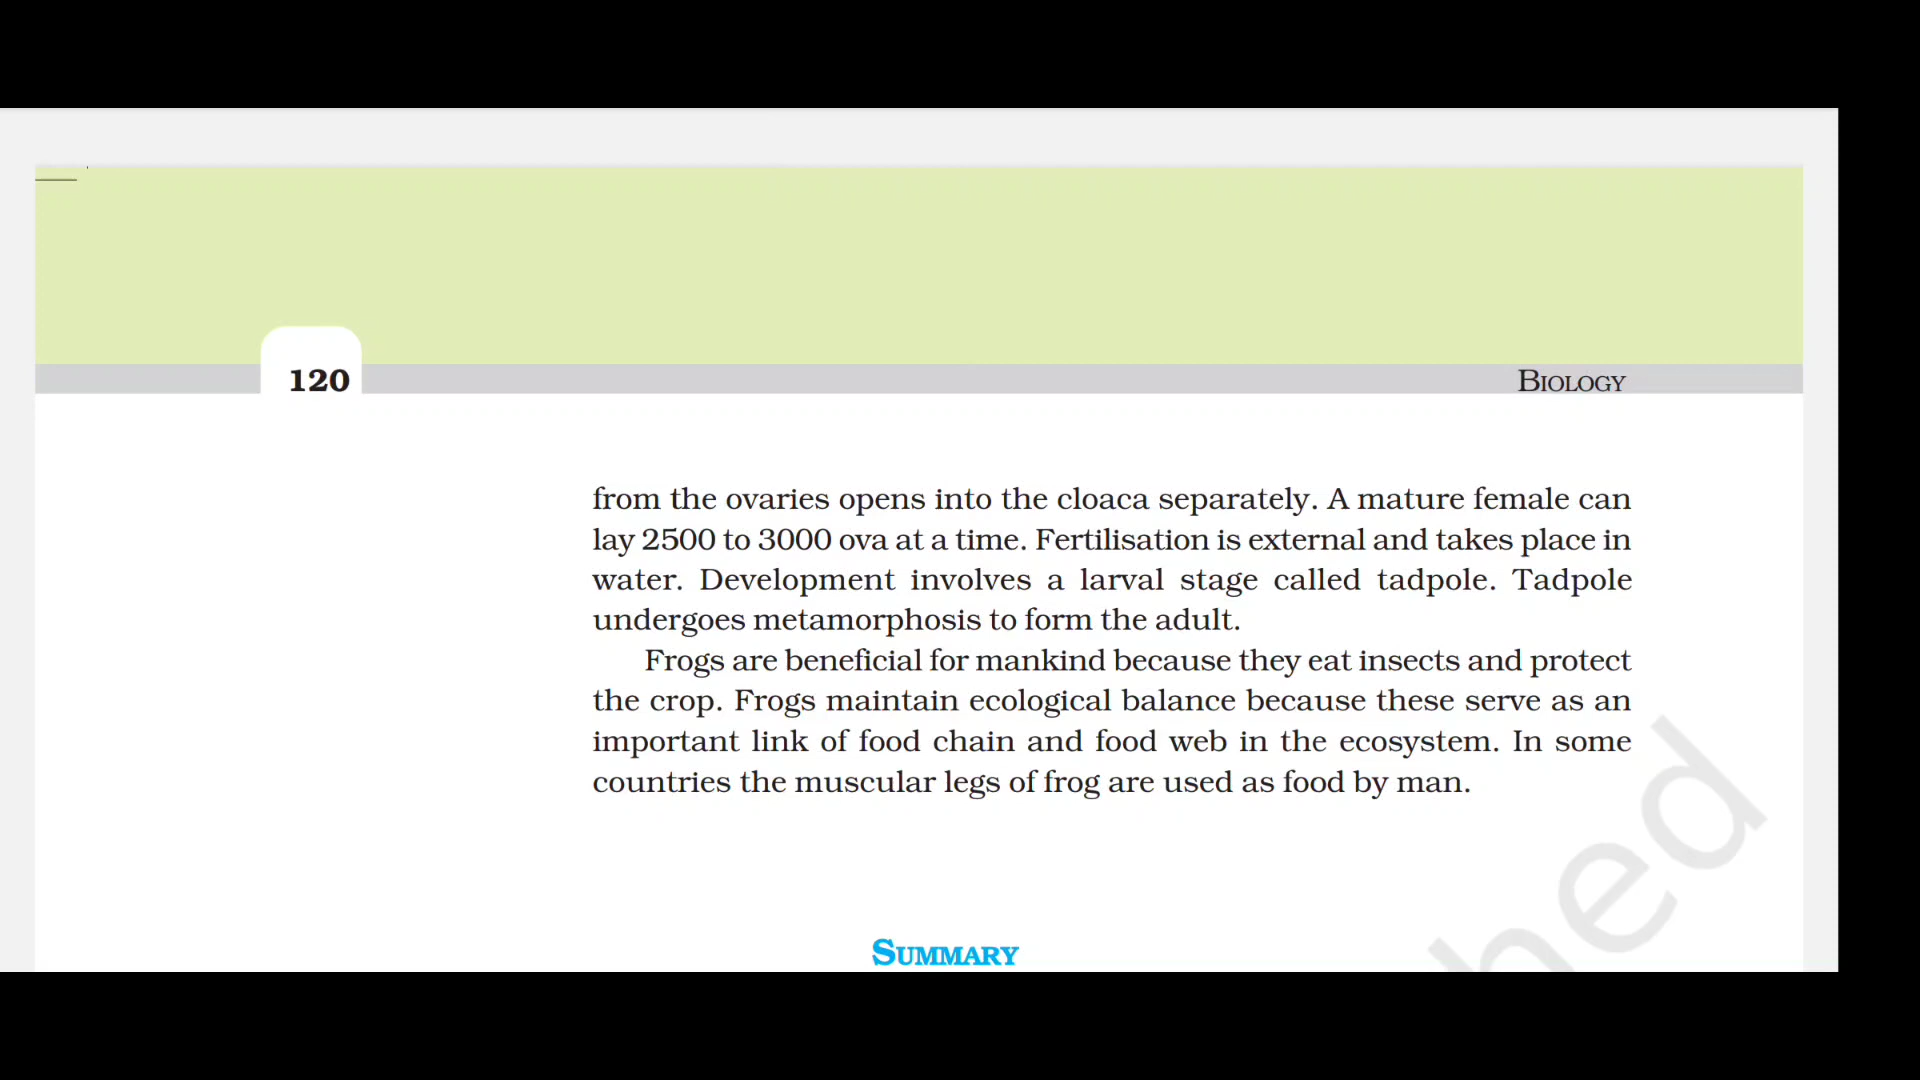 120
BIOLOGY
from the ovaries opens into the cloaca separately. A mature female can
lay 2500 to 3000 ova at a time. Fertilisation is external and takes place in
water. Development involves a larval stage called tadpole. Tadpole
undergoes metamorphosis to form the adult.
Frogs are beneficial for mankind because they eat insects and protect
the crop. Frogs maintain ecological balance because these serve as an
important link of food chain and food web in the ecosystem. In some
countries the muscular legs of frog are used as food by man.
SUMMARY